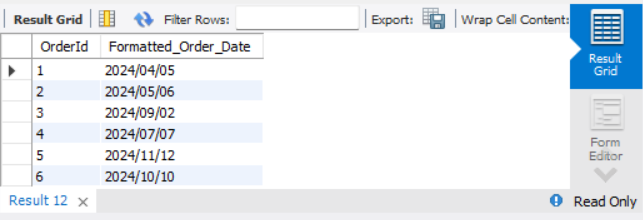 Result Grid Filter Rows: Export: Wrap Cell Content:
OrderId Formatted_Order_Date
1 2024/04/05
2 2024/05/06
3 2024/09/02
4 2024/07/07
5 2024/11/12
6 2024/10/10
Result Grid
Form Editor
Result 12 × Read Only